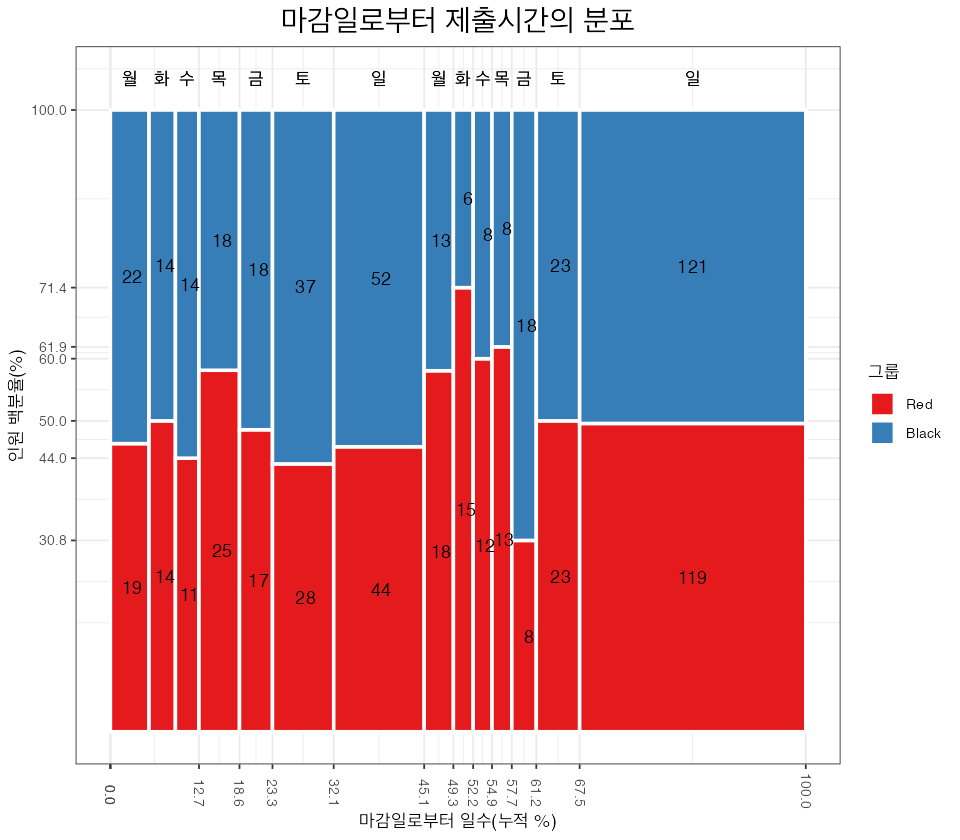 마감일로부터 제출시간의 분포
월 화 수 목 금 토 일 월 화 수 목 금 토 일
100.0
71.4
61.9
60.0
50.0
44.0
30.8
인원 백분율(%)
22 14 14 18 18 37 52 13 6 8 8 18 23 121
19 14 11 25 17 28 44 18 15 12 13 8 23 119
그룹
Red
Black
0.0 12.7 18.6 23.3 32.1 45.1 49.3 52.2 54.9 57.7 61.2 67.5 100.0
마감일로부터 일수(누적 %)